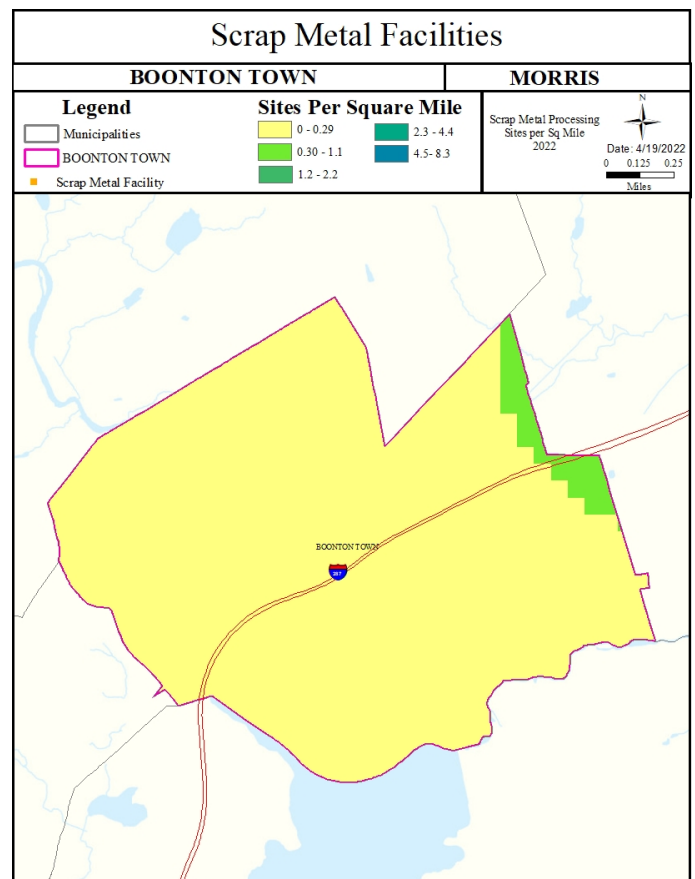 Scrap Metal Facilities
BOONTON TOWN
MORRIS
Legend
Municipalities
BOONTON TOWN
Scrap Metal Facility
Sites Per Square Mile
0 - 0.29
0.30 - 1.1
1.2 - 2.2
2.3 - 4.4
4.5- 8.3
Scrap Metal Processing
Sites per Sq Mile
2022
N
Date: 4/19/2022
0 0.125 0.25
Miles
BOONTON TOWN
287